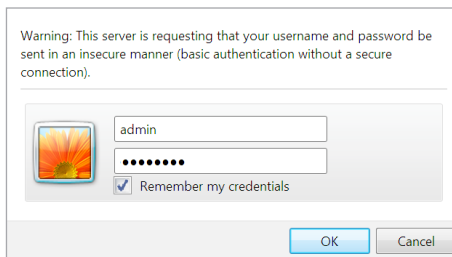 Warning: This server is requesting that your username and password be
sent in an insecure manner (basic authentication without a secure
connection).
admin
●●●●●●●●
Remember my credentials
OK
Cancel